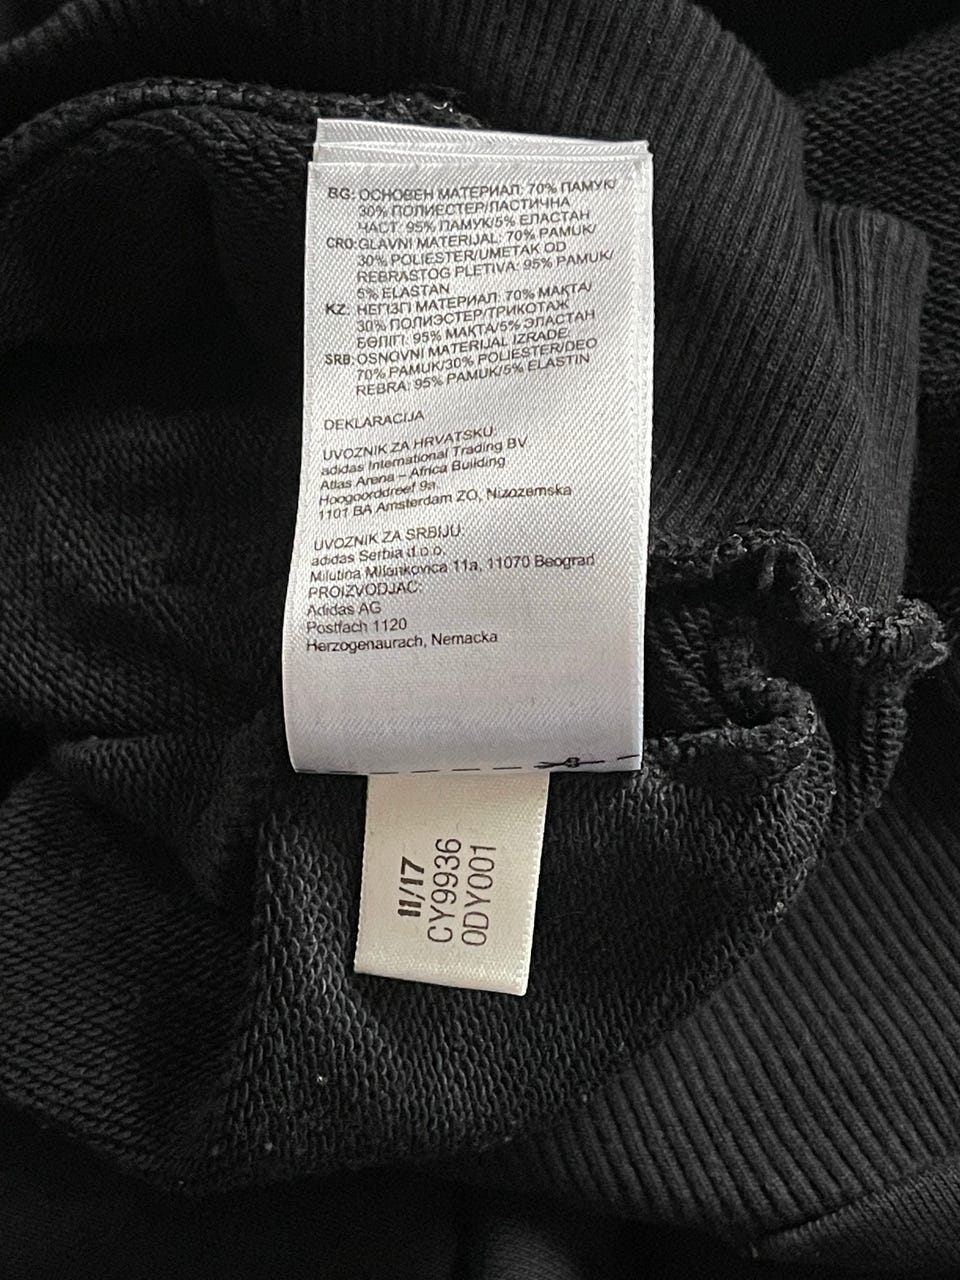 BG: ОСНОВЕН МАТЕРИАЛ: 70% ПАМУК/
30% ПОЛИЕСТЕР/ЛАСТИЧНА
ЧАСТ: 95% ПАМУК/5% ЕЛАСТАН
CRO: GLAVNI MATERIJAL: 70% PAMUK/
30% POLIESTER/UMETAK OD
REBRASTOG PLETIVA: 95% PAMUK/
5% ELASTAN
KZ: НЕГІЗГІ МАТЕРИАЛ: 70% МАКТА/
30% ПОЛИЭСТЕР/ТРИКОТАЖ
БӨЛІГІ: 95% МАКТА/5% ЭЛАСТАН
SRB: OSNOVNI MATERIJAL IZRADE:
70% PAMUK/30% POLIESTER/DEO
REBRA: 95% PAMUK/5% ELASTIN
DEKLARACIJA
UVOZNIK ZA HRVATSKU:
adidas International Trading BV
Atlas Arena – Africa Building
Hoogoorddreef 9a
1101 BA Amsterdam ZO, Nizozemska
UVOZNIK ZA SRBIJU:
adidas Serbia d.o.o.
Milutina Milankovica 11a, 11070 Beograd
PROIZVODJAC:
Adidas AG
Postfach 1120
Herzogenaurach, Nemacka
11/17
CY9936
0DY001